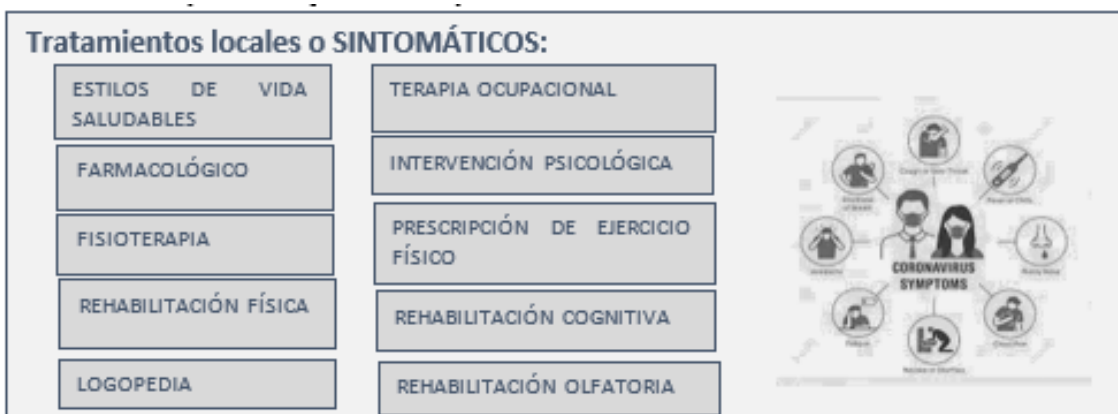 Tratamientos locales o SINTOMÁTICOS:
ESTILOS DE VIDA
SALUDABLES
FARMACOLÓGICO
FISIOTERAPIA
REHABILITACIÓN FÍSICA
LOGOPEDIA
TERAPIA OCUPACIONAL
INTERVENCIÓN PSICOLÓGICA
PRESCRIPCIÓN DE EJERCICIO
FÍSICO
REHABILITACIÓN COGNITIVA
REHABILITACIÓN OLFATORIA
CORONAVIRUS
SYMPTOMS